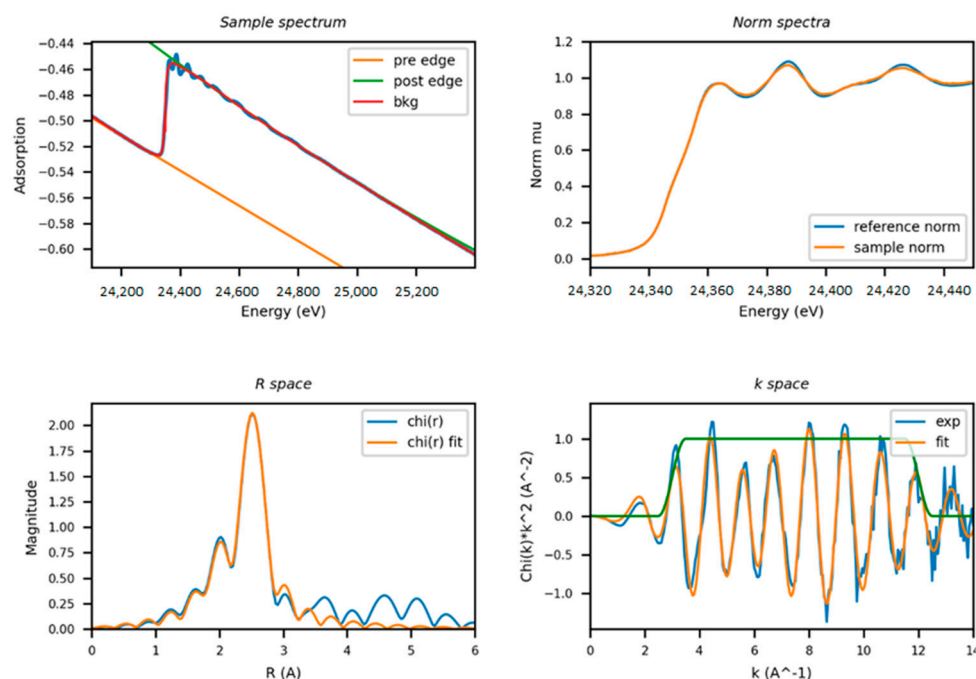 Sample spectrum
−0.44
−0.46
−0.48
−0.50
−0.52
−0.54
−0.56
−0.58
−0.60
Adsorption
pre edge
post edge
bkg
24,200 24,400 24,600 24,800 25,000 25,200
Energy (eV)
Norm spectra
1.2
1.0
0.8
0.6
0.4
0.2
0.0
Norm mu
reference norm
sample norm
24,320 24,340 24,360 24,380 24,400 24,420 24,440
Energy (eV)
R space
2.00
1.75
1.50
1.25
1.00
0.75
0.50
0.25
0.00
Magnitude
chi(r)
chi(r) fit
0 1 2 3 4 5 6
R (A)
k space
1.0
0.5
0.0
−0.5
−1.0
Chi(k)*k^2 (A^-2)
exp
fit
0 2 4 6 8 10 12 14
k (A^-1)